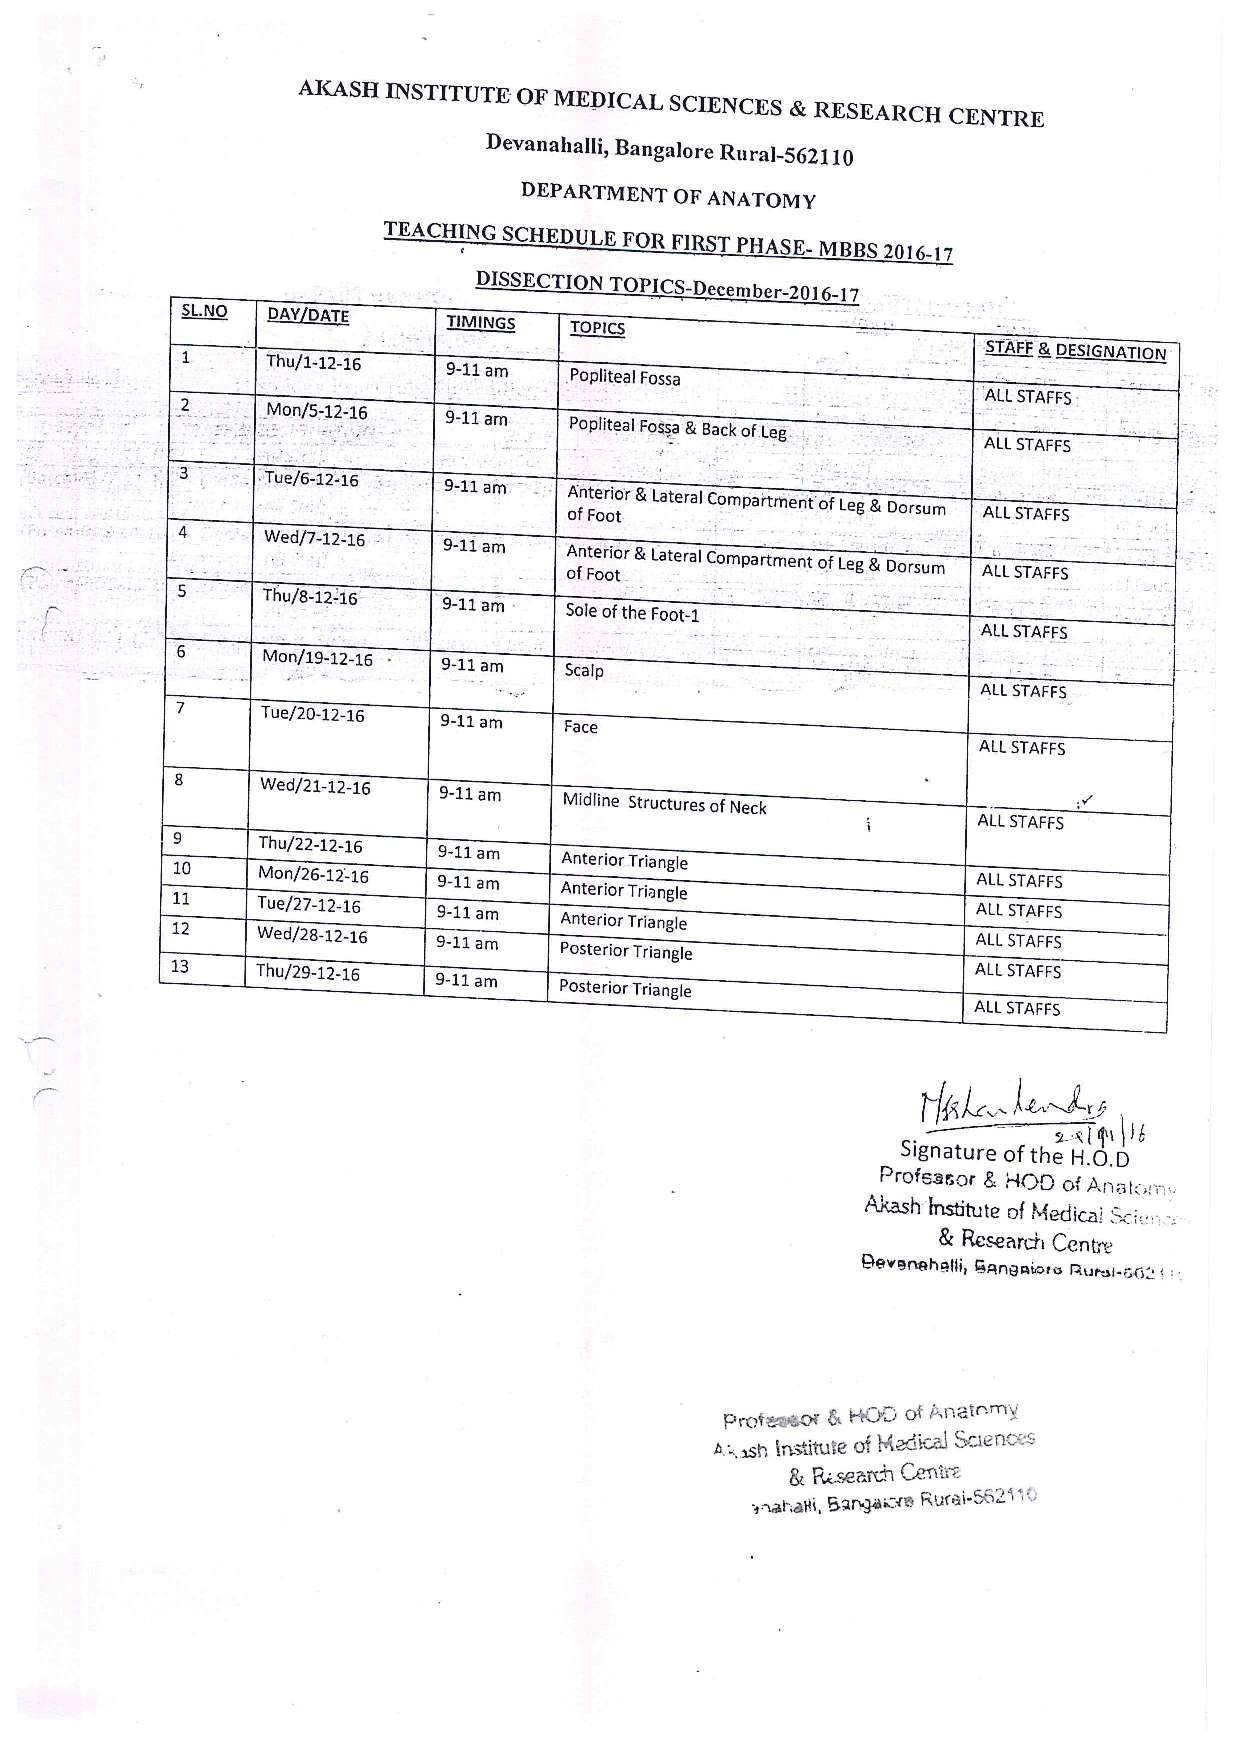 AKASH INSTITUTE OF MEDICAL SCIENCES & RESEARCH CENTRE
Devanahalli, Bangalore Rural-562110
DEPARTMENT OF ANATOMY
TEACHING SCHEDULE FOR FIRST PHASE- MBBS 2016-17
DISSECTION TOPICS-December-2016-17
SL.NO DAY/DATE TIMINGS TOPICS STAFF & DESIGNATION
1 Thu/1-12-16 9-11 am Popliteal Fossa ALL STAFFS
2 Mon/5-12-16 9-11 am Popliteal Fossa & Back of Leg ALL STAFFS
3 Tue/6-12-16 9-11 am Anterior & Lateral Compartment of Leg & Dorsum ALL STAFFS
of Foot
4 Wed/7-12-16 9-11 am Anterior & Lateral Compartment of Leg & Dorsum ALL STAFFS
of Foot
5 Thu/8-12-16 9-11 am Sole of the Foot-1 ALL STAFFS
6 Mon/19-12-16 9-11 am Scalp ALL STAFFS
7 Tue/20-12-16 9-11 am Face ALL STAFFS
8 Wed/21-12-16 9-11 am Midline Structures of Neck ALL STAFFS
9 Thu/22-12-16 9-11 am Anterior Triangle ALL STAFFS
10 Mon/26-12-16 9-11 am Anterior Triangle ALL STAFFS
11 Tue/27-12-16 9-11 am Anterior Triangle ALL STAFFS
12 Wed/28-12-16 9-11 am Posterior Triangle ALL STAFFS
13 Thu/29-12-16 9-11 am Posterior Triangle ALL STAFFS
Signature of the H.O.D
Professor & HOD of Anatomy
Akash Institute of Medical
& Research Centre
Devanahalli, Bangalore
Professor & HOD of Anatomy
Institute of Medical Sciences
& Research Centre
Bangalore Rural-562110